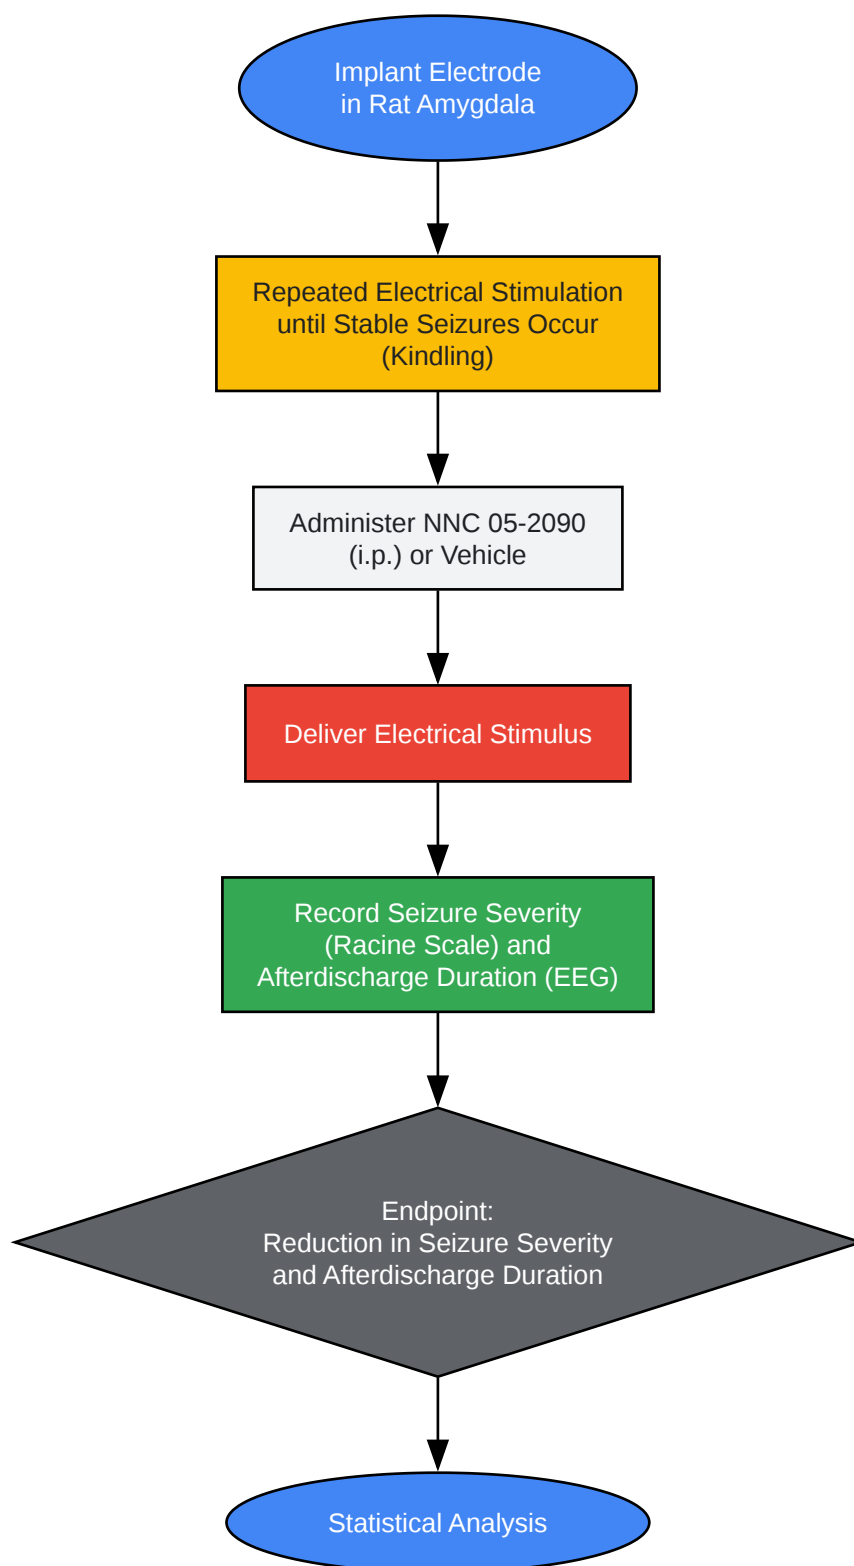 Implant Electrode
in Rat Amygdala
Repeated Electrical Stimulation
until Stable Seizures Occur
(Kindling)
Administer NNC 05-2090
(i.p.) or Vehicle
Deliver Electrical Stimulus
Record Seizure Severity
(Racine Scale) and
Afterdischarge Duration (EEG)
Endpoint:
Reduction in Seizure Severity
and Afterdischarge Duration
Statistical Analysis